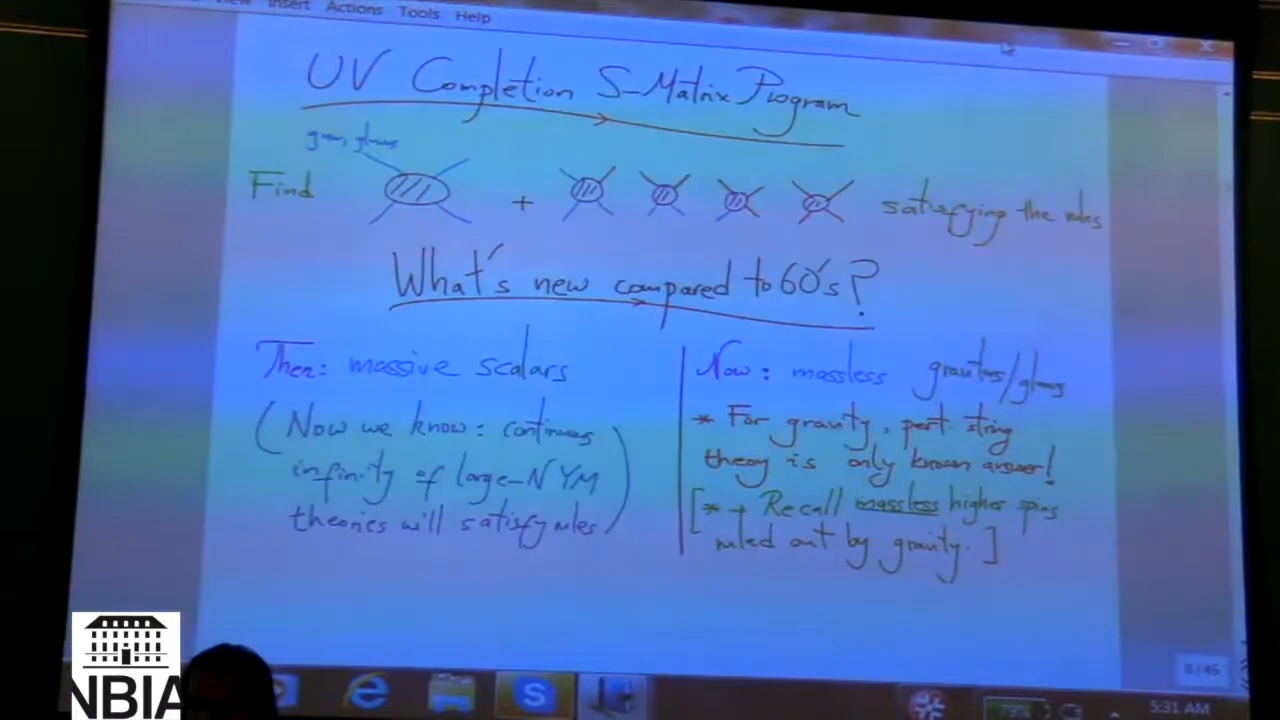 Insert Actions Tools Help
UV Completion S-Matrix Program
Find + satisfying the rules
What's new compared to 60's?
Then: massive scalars
(Now we know: continuous
infinity of large-N YM
theories will satisfy rules)
Now: massless gravitons/gluons
* For gravity, pert string
theory is only known answer!
[* + Recall massless higher spins
ruled out by gravity.]
8/45
79%
5:31 AM
NBIA